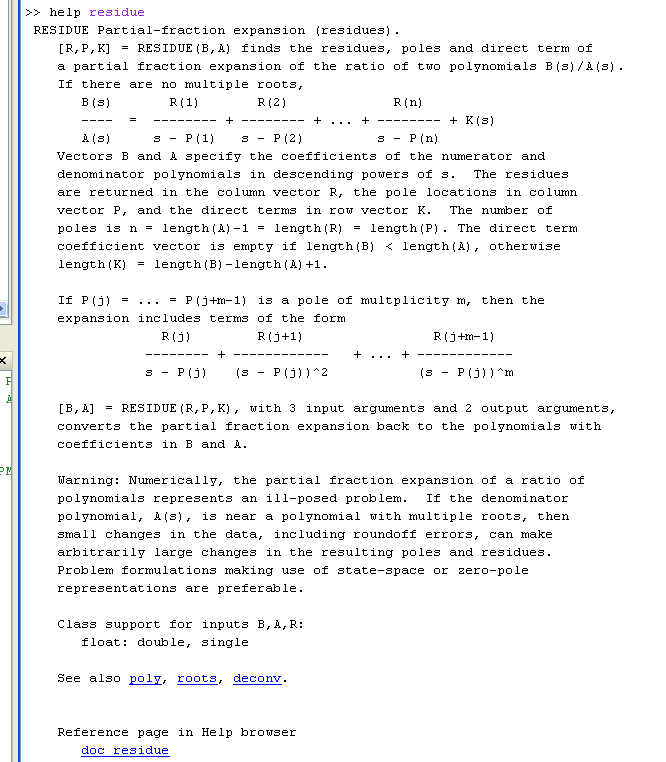 >> help residue
RESIDUE Partial-fraction expansion (residues).
[R,P,K] = RESIDUE(B,A) finds the residues, poles and direct term of
a partial fraction expansion of the ratio of two polynomials B(s)/A(s).
If there are no multiple roots,
B(s)       R(1)       R(2)             R(n)
----  =  -------- + -------- + ... + -------- + K(s)
A(s)     s - P(1)   s - P(2)         s - P(n)
Vectors B and A specify the coefficients of the numerator and
denominator polynomials in descending powers of s.  The residues
are returned in the column vector R, the pole locations in column
vector P, and the direct terms in row vector K.  The number of
poles is n = length(A)-1 = length(R) = length(P). The direct term
coefficient vector is empty if length(B) < length(A), otherwise
length(K) = length(B)-length(A)+1.
If P(j) = ... = P(j+m-1) is a pole of multplicity m, then the
expansion includes terms of the form
R(j)        R(j+1)                R(j+m-1)
-------- + ------------   + ... + ------------
s - P(j)   (s - P(j))^2           (s - P(j))^m
[B,A] = RESIDUE(R,P,K), with 3 input arguments and 2 output arguments,
converts the partial fraction expansion back to the polynomials with
coefficients in B and A.
Warning: Numerically, the partial fraction expansion of a ratio of
polynomials represents an ill-posed problem.  If the denominator
polynomial, A(s), is near a polynomial with multiple roots, then
small changes in the data, including roundoff errors, can make
arbitrarily large changes in the resulting poles and residues.
Problem formulations making use of state-space or zero-pole
representations are preferable.
Class support for inputs B,A,R:
float: double, single
See also poly, roots, deconv.
Reference page in Help browser
doc residue